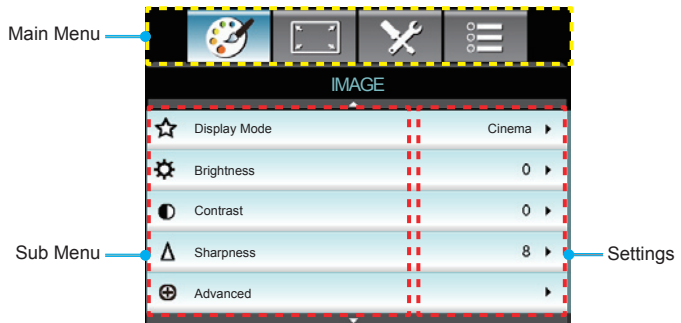 Main Menu
IMAGE
Display Mode Cinema
Brightness 0
Contrast 0
Sub Menu Sharpness 8 Settings
Advanced